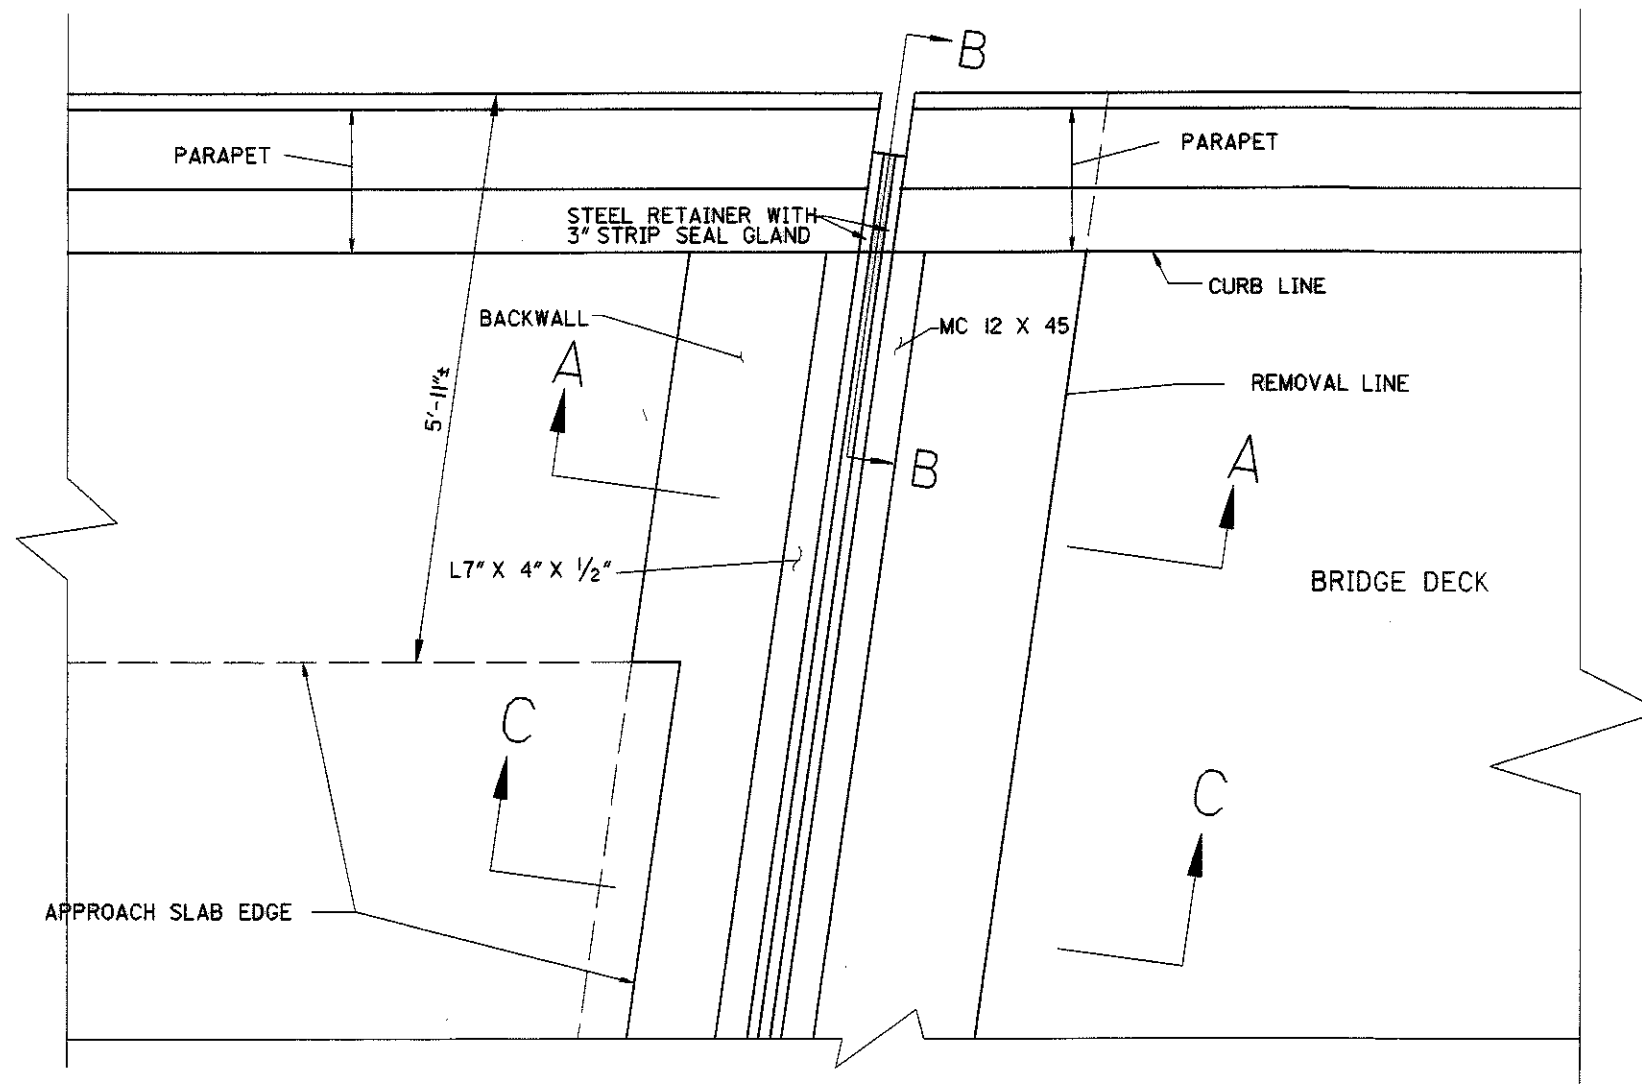 B
PARAPET
PARAPET
STEEL RETAINER WITH
3" STRIP SEAL GLAND
CURB LINE
BACKWALL
MC 12 X 45
A
REMOVAL LINE
5'-11"±
B
A
L7" X 4" X 1/2"
BRIDGE DECK
C
C
APPROACH SLAB EDGE